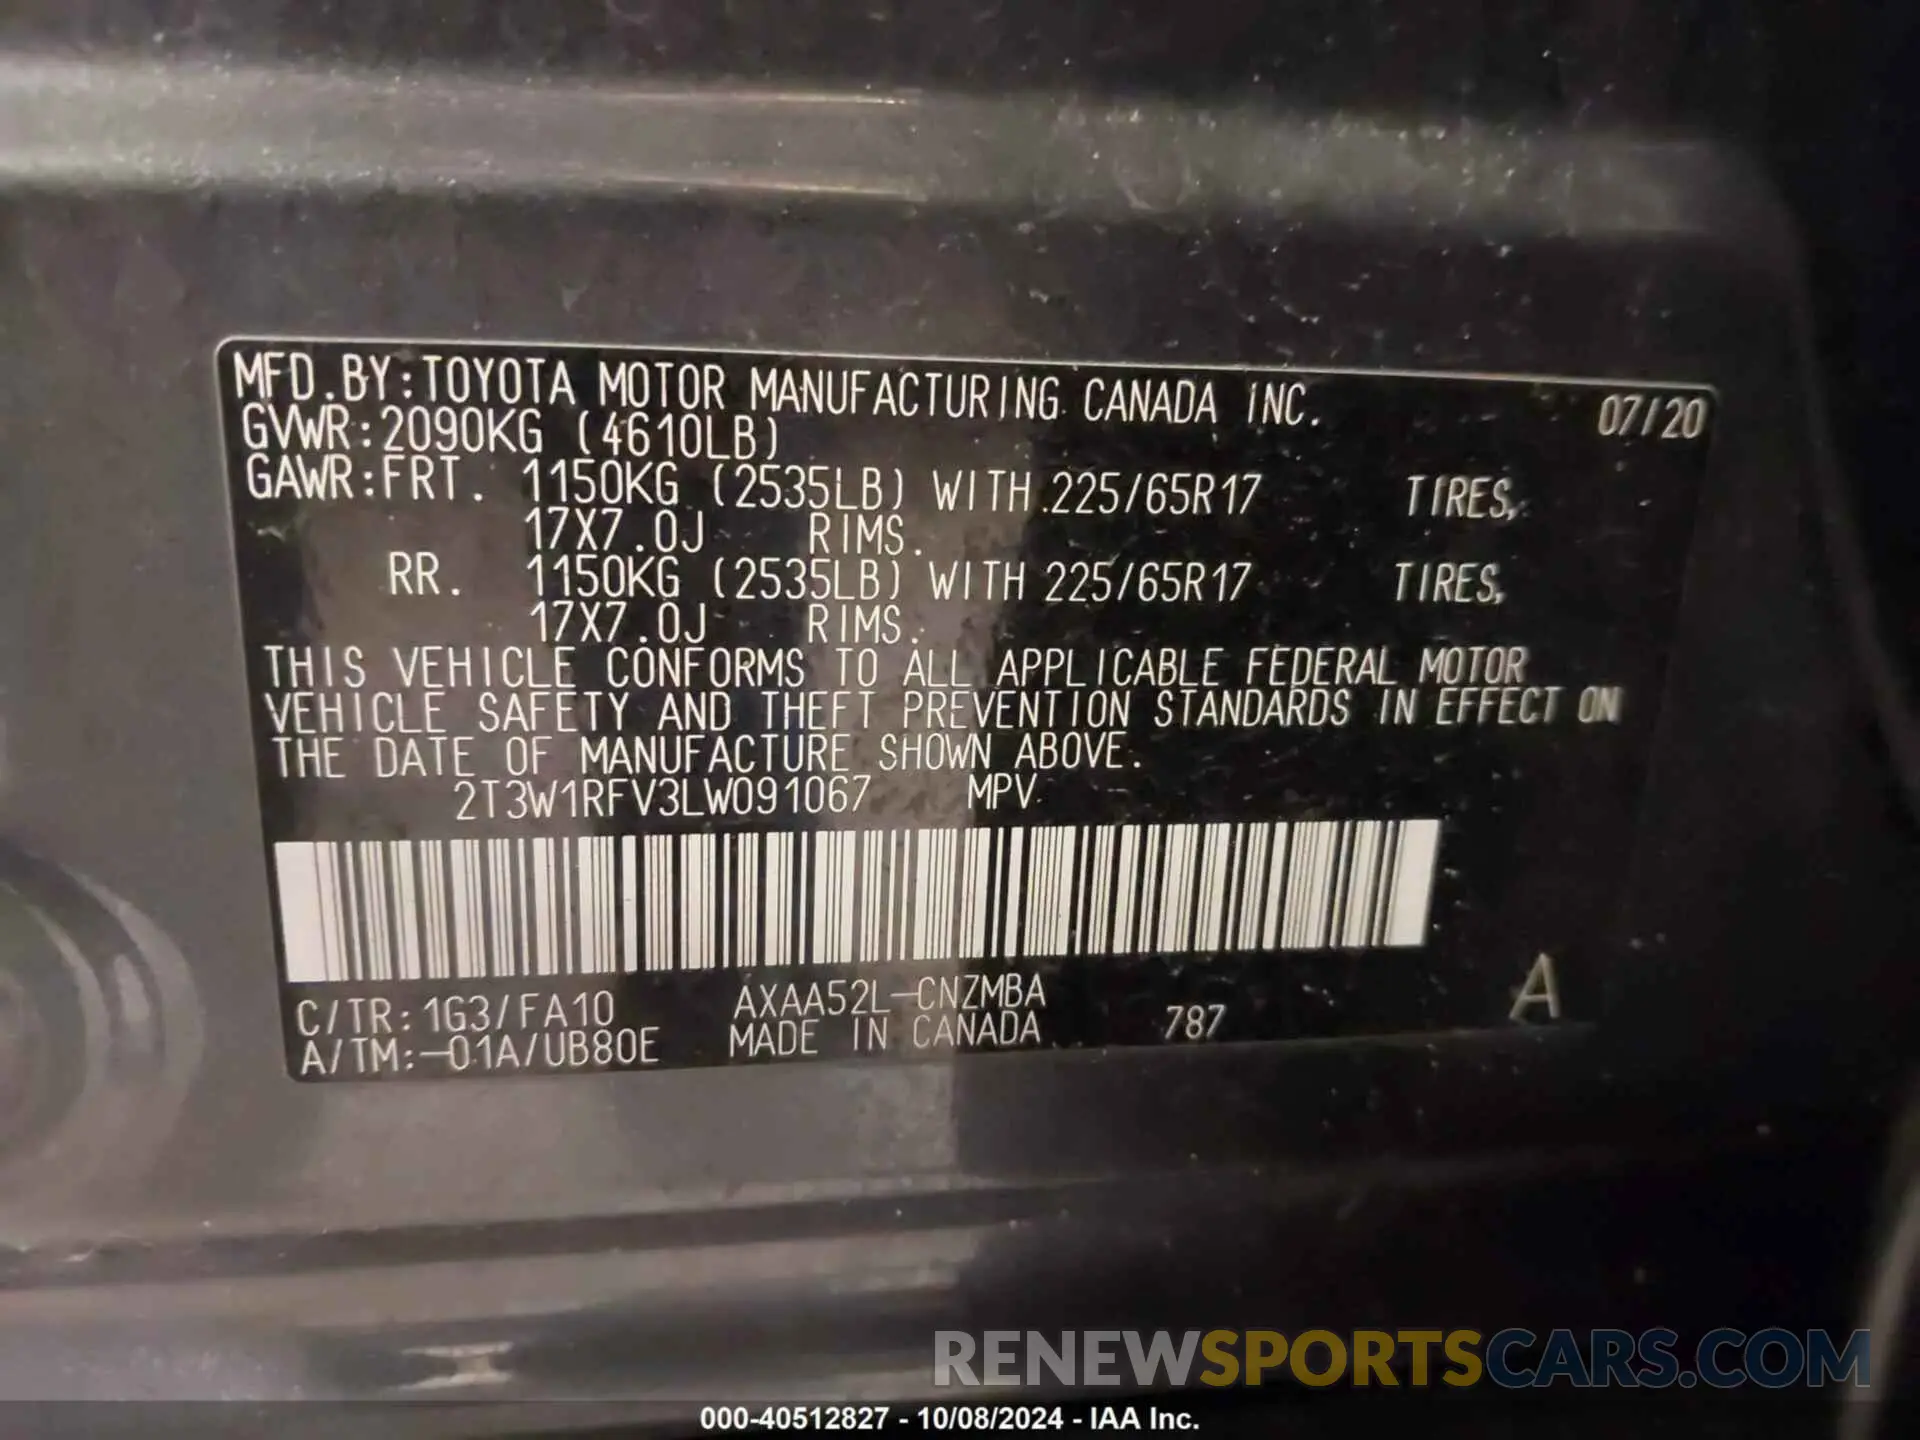 MFD.BY:TOYOTA MOTOR MANUFACTURING CANADA INC. 07/20
GVWR:2090KG (4610LB)
GAWR:FRT. 1150KG (2535LB) WITH 225/65R17 TIRES,
17X7.0J RIMS.
RR. 1150KG (2535LB) WITH 225/65R17 TIRES,
17X7.0J RIMS.
THIS VEHICLE CONFORMS TO ALL APPLICABLE FEDERAL MOTOR
VEHICLE SAFETY AND THEFT PREVENTION STANDARDS IN EFFECT ON
THE DATE OF MANUFACTURE SHOWN ABOVE.
2T3W1RFV3LW091067 MPV
C/TR:1G3/FA10 AXAA52L-CNZMBA
A/TM:-01A/UB80E MADE IN CANADA 787 A
RENEWSPORTSCARS.COM
000-40512827 - 10/08/2024 - IAA Inc.